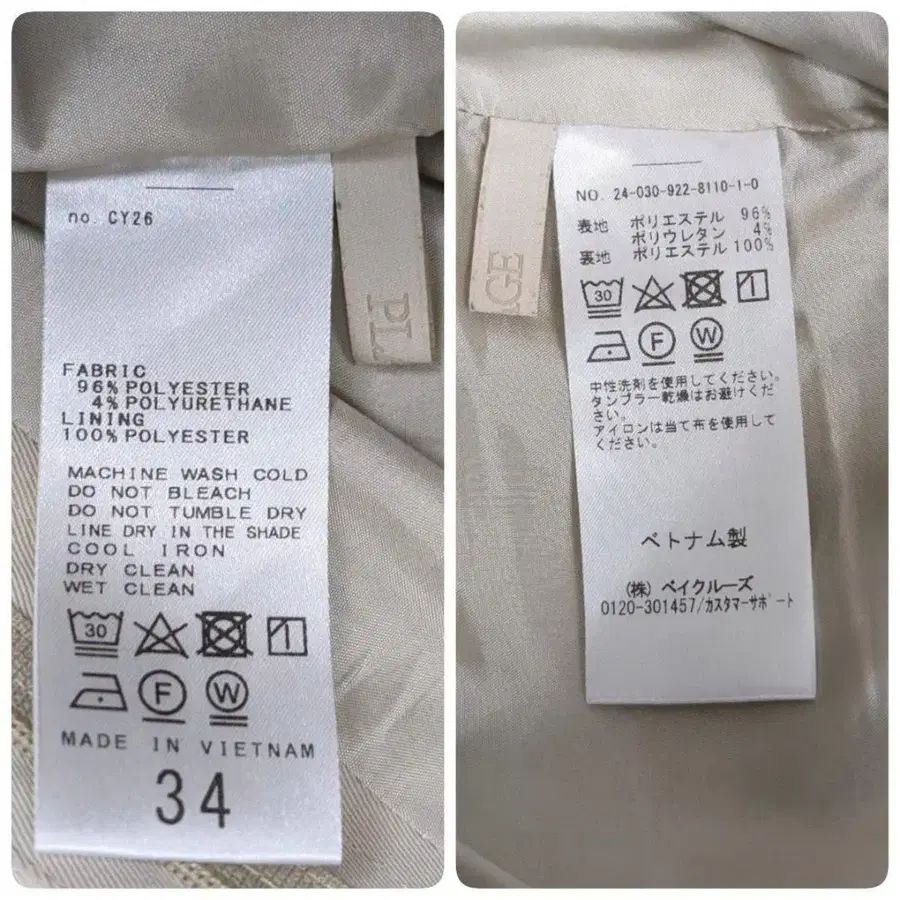 no. CY26
FABRIC
96% POLYESTER
4% POLYURETHANE
LINING
100% POLYESTER
MACHINE WASH COLD
DO NOT BLEACH
DO NOT TUMBLE DRY
LINE DRY IN THE SHADE
COOL IRON
DRY CLEAN
WET CLEAN
30
F
W
MADE IN VIETNAM
34
PL
GE
NO. 24-030-922-8110-1-0
表地 ポリエステル 96%
ポリウレタン 4%
裏地 ポリエステル 100%
30
F
W
中性洗剤を使用してください。
タンブラー乾燥はお避けくだ
さい。
アイロンは当て布を使用して
ください。
ベトナム製
(株) ベイクルーズ
0120-301457/カスタマーサポート